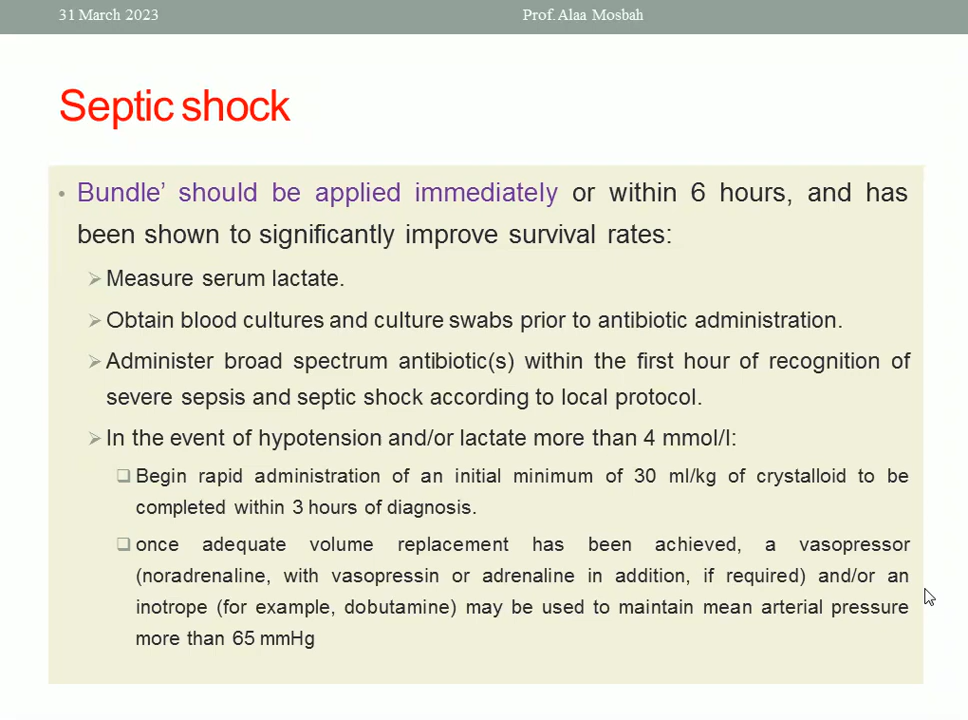 31 March 2023 Prof. Alaa Mosbah
Septic shock
• Bundle’ should be applied immediately or within 6 hours, and has
been shown to significantly improve survival rates:
➢ Measure serum lactate.
➢ Obtain blood cultures and culture swabs prior to antibiotic administration.
➢ Administer broad spectrum antibiotic(s) within the first hour of recognition of
severe sepsis and septic shock according to local protocol.
➢ In the event of hypotension and/or lactate more than 4 mmol/l:
❑ Begin rapid administration of an initial minimum of 30 ml/kg of crystalloid to be
completed within 3 hours of diagnosis.
❑ once adequate volume replacement has been achieved, a vasopressor
(noradrenaline, with vasopressin or adrenaline in addition, if required) and/or an
inotrope (for example, dobutamine) may be used to maintain mean arterial pressure
more than 65 mmHg